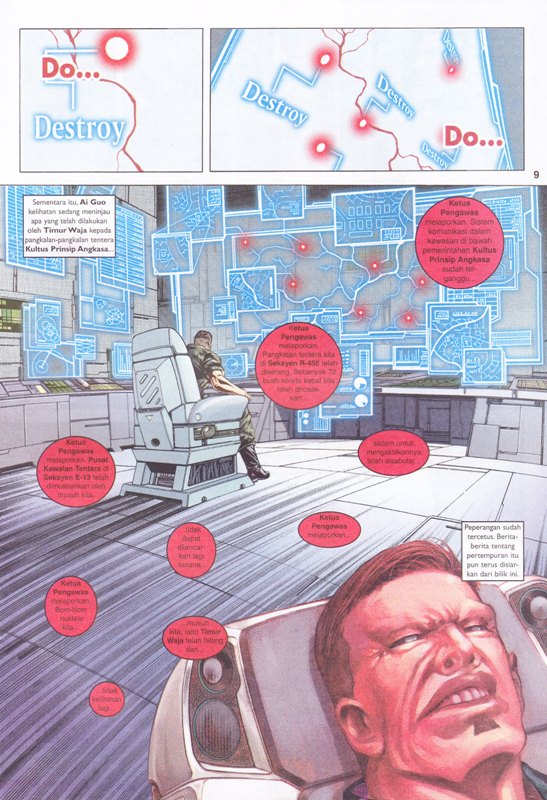 Do...
Destroy
Destroy
Destroy
Destroy
Destroy
Do...
9
Sementara itu, Ai Guo
kelihatan sedang meninjau
apa yang telah dilakukan
oleh Timur Waja kepada
pangkalan-pangkalan tentera
Kultus Prinsip Angkasa...
Ketua
Pengawas
melaporkan. Sistem
komunikasi dalam
kawasan di bawah
pemerintahan Kultus
Prinsip Angkasa
sudah ter-
ganggu...
Ketua
Pengawas
melaporkan.
Pangkalan tentera kita
di Seksyen R-456 telah
diserang. Sebanyak 72
buah kereta kebal kita
telah dirosak-
kan...
Ketua
Pengawas
melaporkan. Pusat
Kawalan Tentera di
Seksyen E-13 telah
dimusnahkan oleh
musuh kita.
sistem untuk
mengaktifkannya
telah disabotaj
Ketua
Pengawas
melaporkan...
...tidak
dapat
dilancar-
kan lagi
kerana...
Peperangan sudah
tercetus. Berita-
berita tentang
pertempuran itu
pun terus disiar-
kan dari bilik ini.
Ketua
Pengawas
melaporkan.
Bom-bom
nuklear
kita...
...musuh
kita, iaitu Timur
Waja telah hilang
dan...
...tidak
kelihatan
lagi...